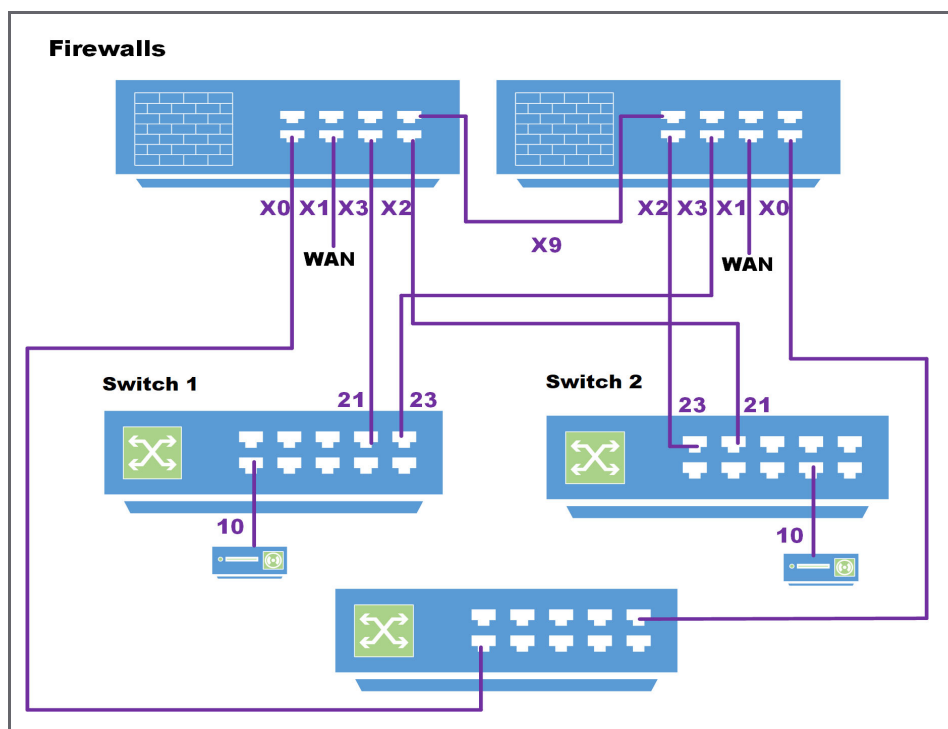 Firewalls
X0 X1 X3 X2
X2 X3 X1 X0
X9
WAN
WAN
Switch 1
Switch 2
21 23
23 21
10
10